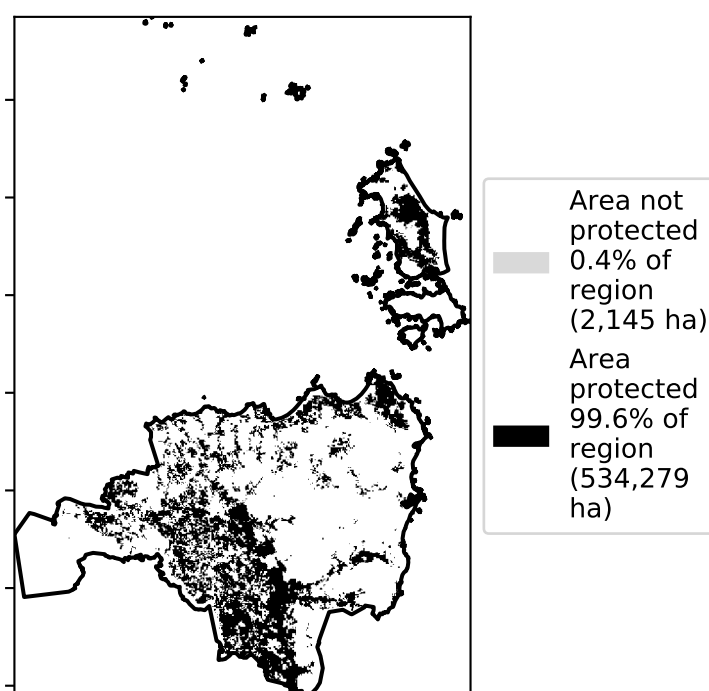 Area not
protected
0.4% of
region
(2,145 ha)
Area
protected
99.6% of
region
(534,279
ha)